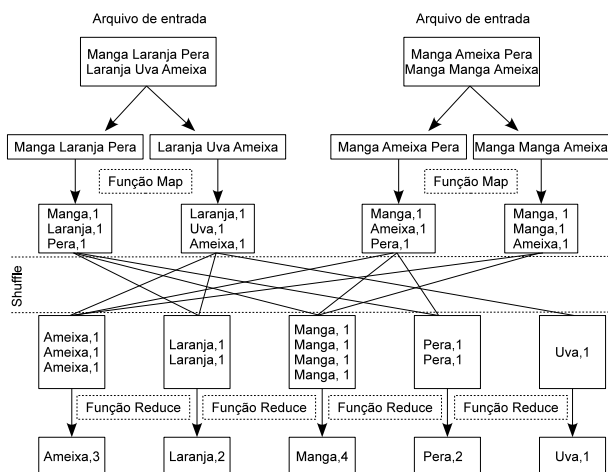 Arquivo de entrada
Arquivo de entrada
Manga Laranja Pera
Laranja Uva Ameixa
Manga Ameixa Pera
Manga Manga Ameixa
Manga Laranja Pera
Laranja Uva Ameixa
Manga Ameixa Pera
Manga Manga Ameixa
Função Map
Função Map
Manga,1
Laranja,1
Pera,1
Laranja,1
Uva,1
Ameixa,1
Manga,1
Ameixa,1
Pera,1
Manga, 1
Manga,1
Ameixa,1
Shuffle
Ameixa,1
Ameixa,1
Ameixa,1
Laranja,1
Laranja,1
Manga, 1
Manga, 1
Manga, 1
Manga, 1
Pera,1
Pera,1
Uva,1
Função Reduce
Função Reduce
Função Reduce
Função Reduce
Ameixa,3
Laranja,2
Manga,4
Pera,2
Uva,1